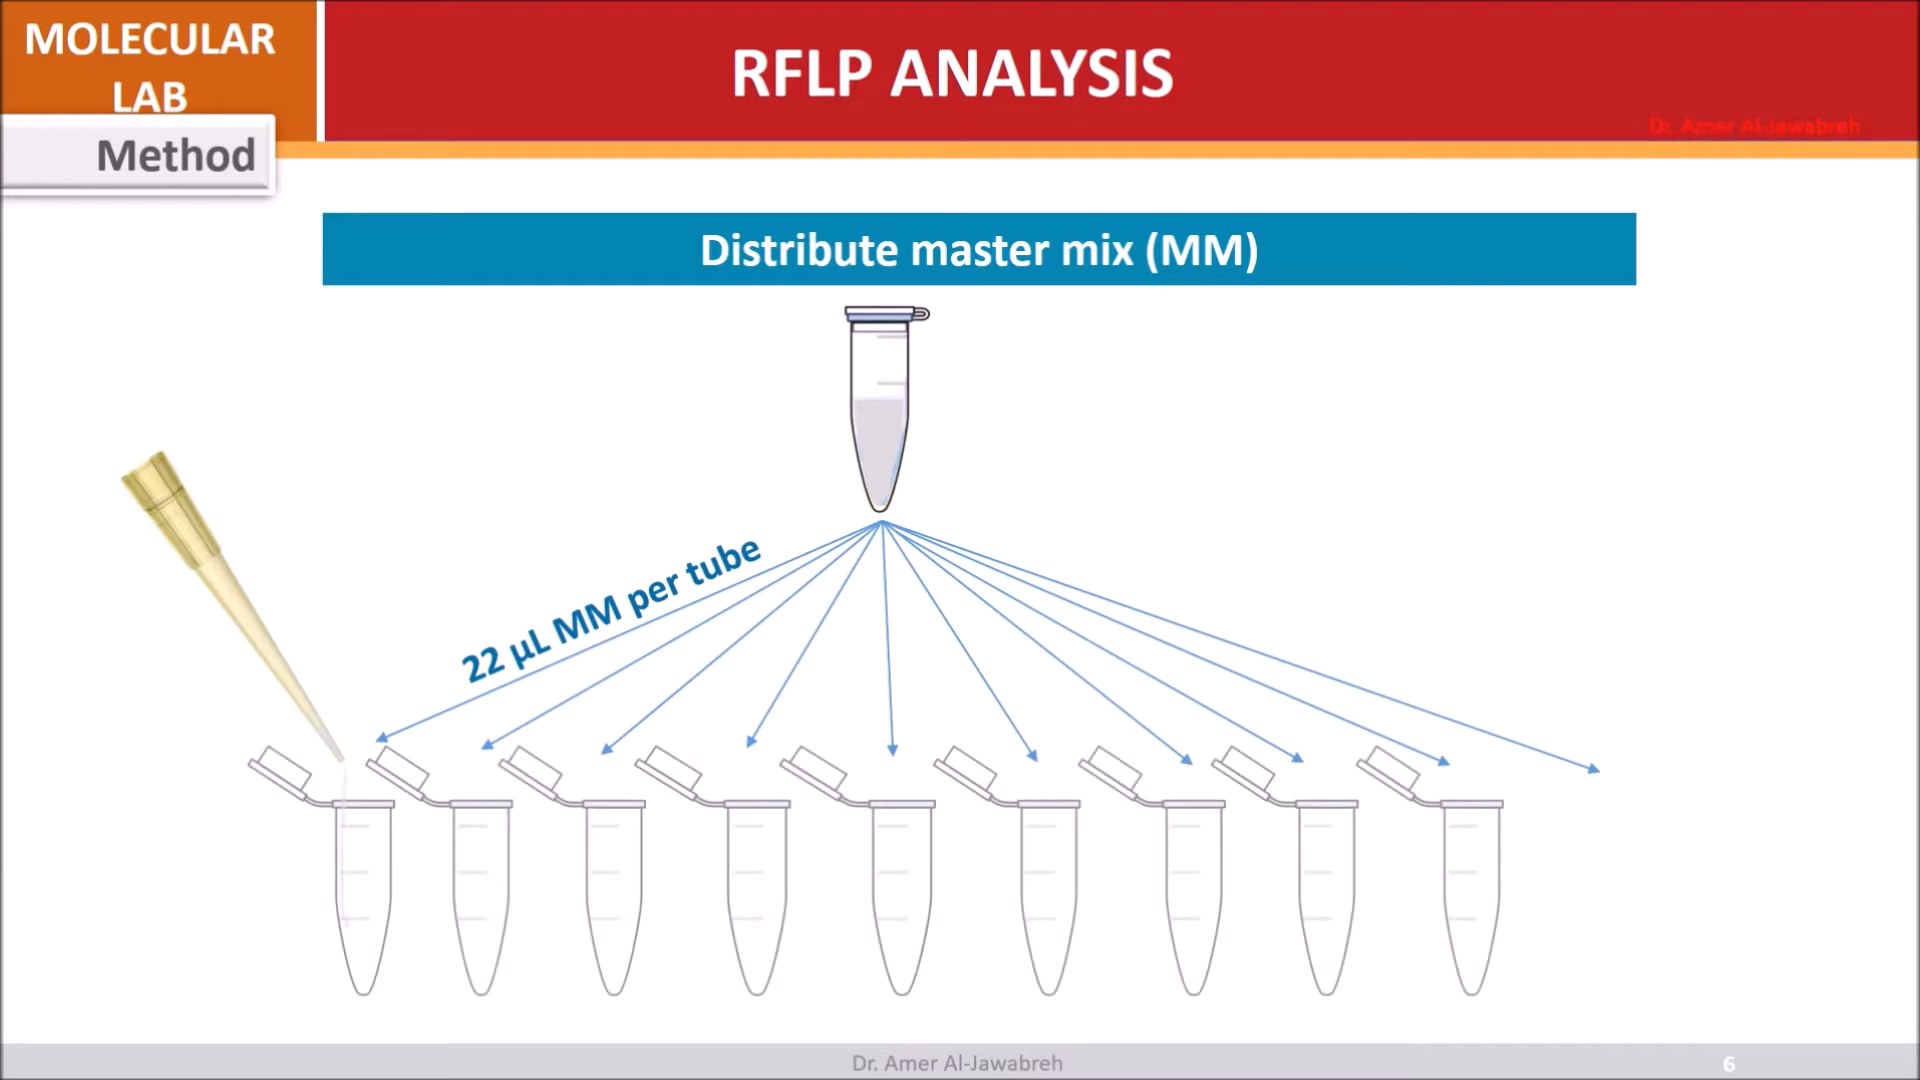 MOLECULAR
LAB
RFLP ANALYSIS
Dr. Amer Al-Jawabreh
Method
Distribute master mix (MM)
22 µL MM per tube
Dr. Amer Al-Jawabreh
6